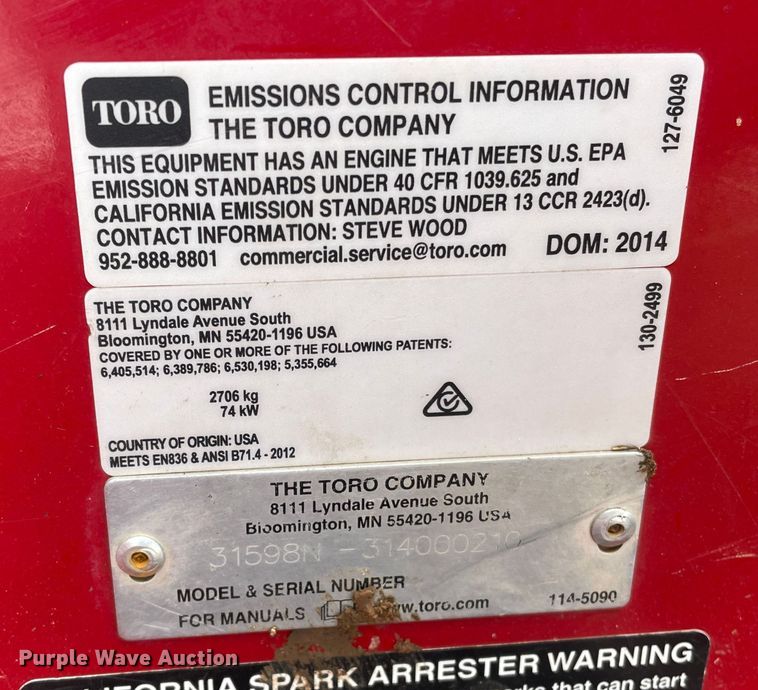 TORO
EMISSIONS CONTROL INFORMATION
THE TORO COMPANY
THIS EQUIPMENT HAS AN ENGINE THAT MEETS U.S. EPA
EMISSION STANDARDS UNDER 40 CFR 1039.625 and
CALIFORNIA EMISSION STANDARDS UNDER 13 CCR 2423(d).
CONTACT INFORMATION: STEVE WOOD
952-888-8801 commercial.service@toro.com DOM: 2014
127-6049
THE TORO COMPANY
8111 Lyndale Avenue South
Bloomington, MN 55420-1196 USA
COVERED BY ONE OR MORE OF THE FOLLOWING PATENTS:
6,405,514; 6,389,786; 6,530,198; 5,355,664
2706 kg
74 kW
COUNTRY OF ORIGIN: USA
MEETS EN836 & ANSI B71.4 - 2012
130-2499
THE TORO COMPANY
8111 Lyndale Avenue South
Bloomington, MN 55420-1196 USA
31598N - 314000210
MODEL & SERIAL NUMBER
FOR MANUALS www.toro.com 114-5090
CALIFORNIA SPARK ARRESTER WARNING
that can start
Purple Wave Auction